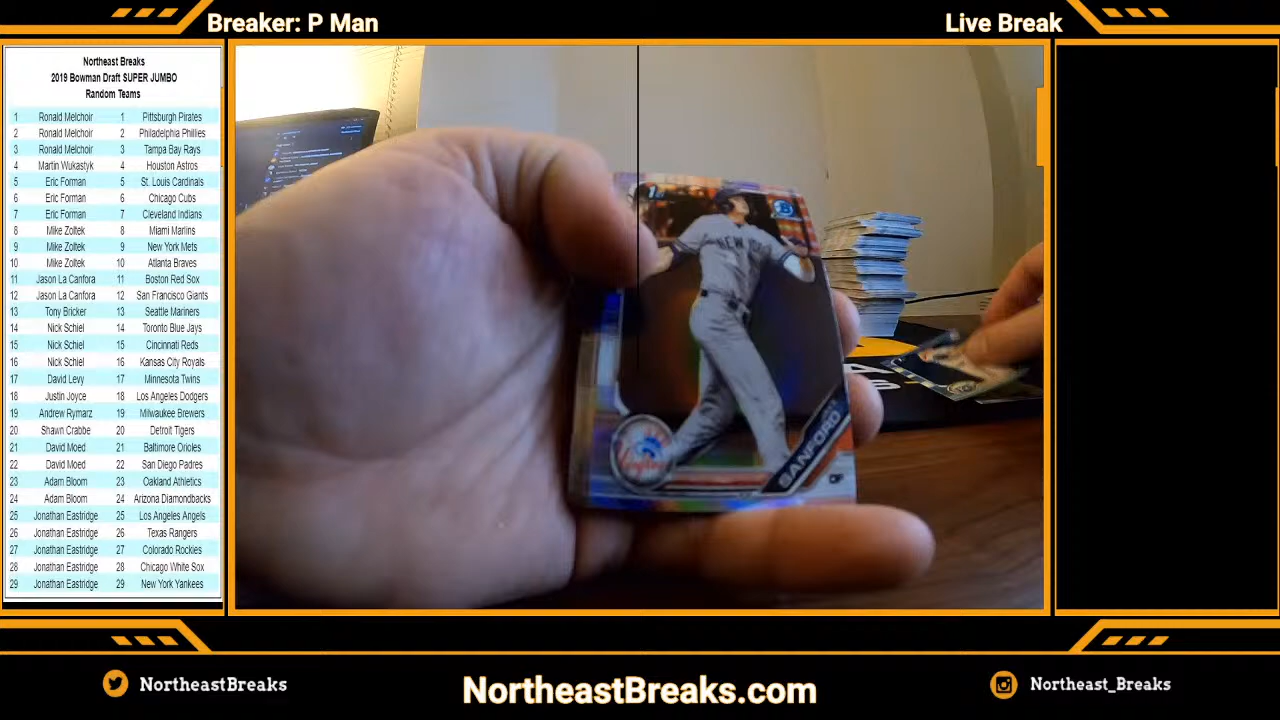 Breaker: P Man
Live Break
Northeast Breaks
2019 Bowman Draft SUPER JUMBO
Random Teams
1 Ronald Melchoir 1 Pittsburgh Pirates
2 Ronald Melchoir 2 Philadelphia Phillies
3 Ronald Melchoir 3 Tampa Bay Rays
4 Martin Wukastyk 4 Houston Astros
5 Eric Forman 5 St. Louis Cardinals
6 Eric Forman 6 Chicago Cubs
7 Eric Forman 7 Cleveland Indians
8 Mike Zoltek 8 Miami Marlins
9 Mike Zoltek 9 New York Mets
10 Mike Zoltek 10 Atlanta Braves
11 Jason La Canfora 11 Boston Red Sox
12 Jason La Canfora 12 San Francisco Giants
13 Tony Bricker 13 Seattle Mariners
14 Nick Schiel 14 Toronto Blue Jays
15 Nick Schiel 15 Cincinnati Reds
16 Nick Schiel 16 Kansas City Royals
17 David Levy 17 Minnesota Twins
18 Justin Joyce 18 Los Angeles Dodgers
19 Andrew Rymarz 19 Milwaukee Brewers
20 Shawn Crabbe 20 Detroit Tigers
21 David Moed 21 Baltimore Orioles
22 David Moed 22 San Diego Padres
23 Adam Bloom 23 Oakland Athletics
24 Adam Bloom 24 Arizona Diamondbacks
25 Jonathan Eastridge 25 Los Angeles Angels
26 Jonathan Eastridge 26 Texas Rangers
27 Jonathan Eastridge 27 Colorado Rockies
28 Jonathan Eastridge 28 Chicago White Sox
29 Jonathan Eastridge 29 New York Yankees
NEW YORK
SANFORD
NortheastBreaks
NortheastBreaks.com
Northeast_Breaks